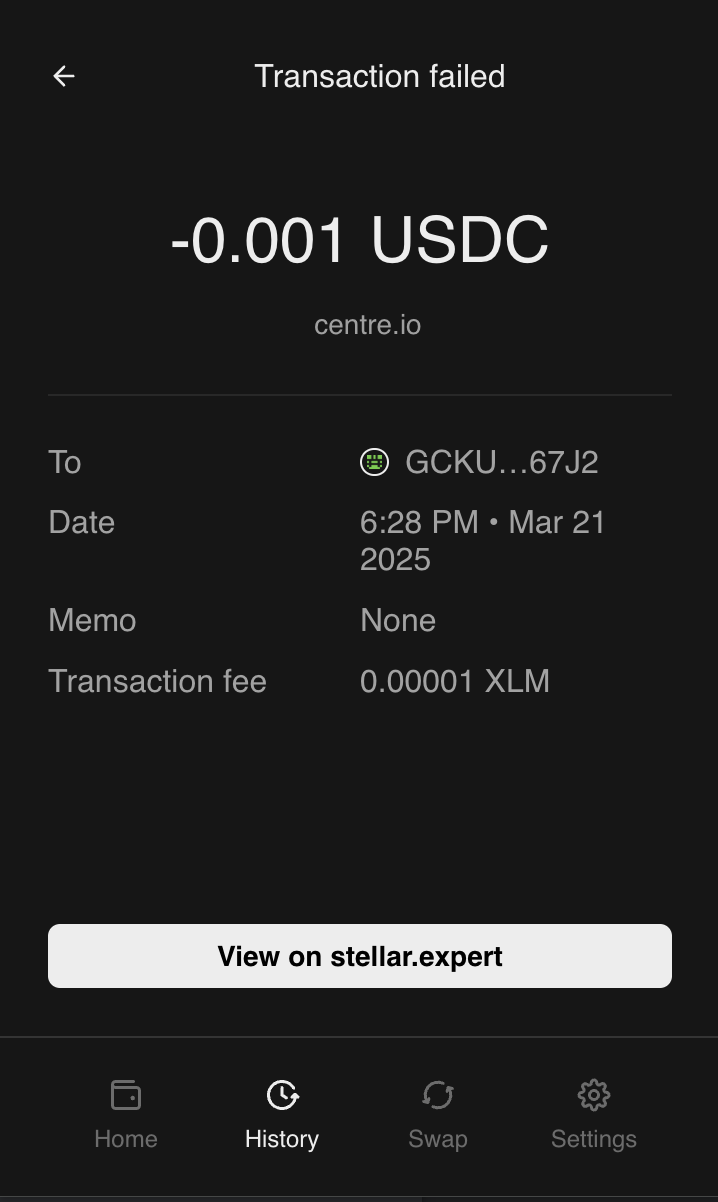 Transaction failed
-0.001 USDC
centre.io
To GCKU…67J2
Date 6:28 PM • Mar 21
2025
Memo None
Transaction fee 0.00001 XLM
View on stellar.expert
Home History Swap Settings